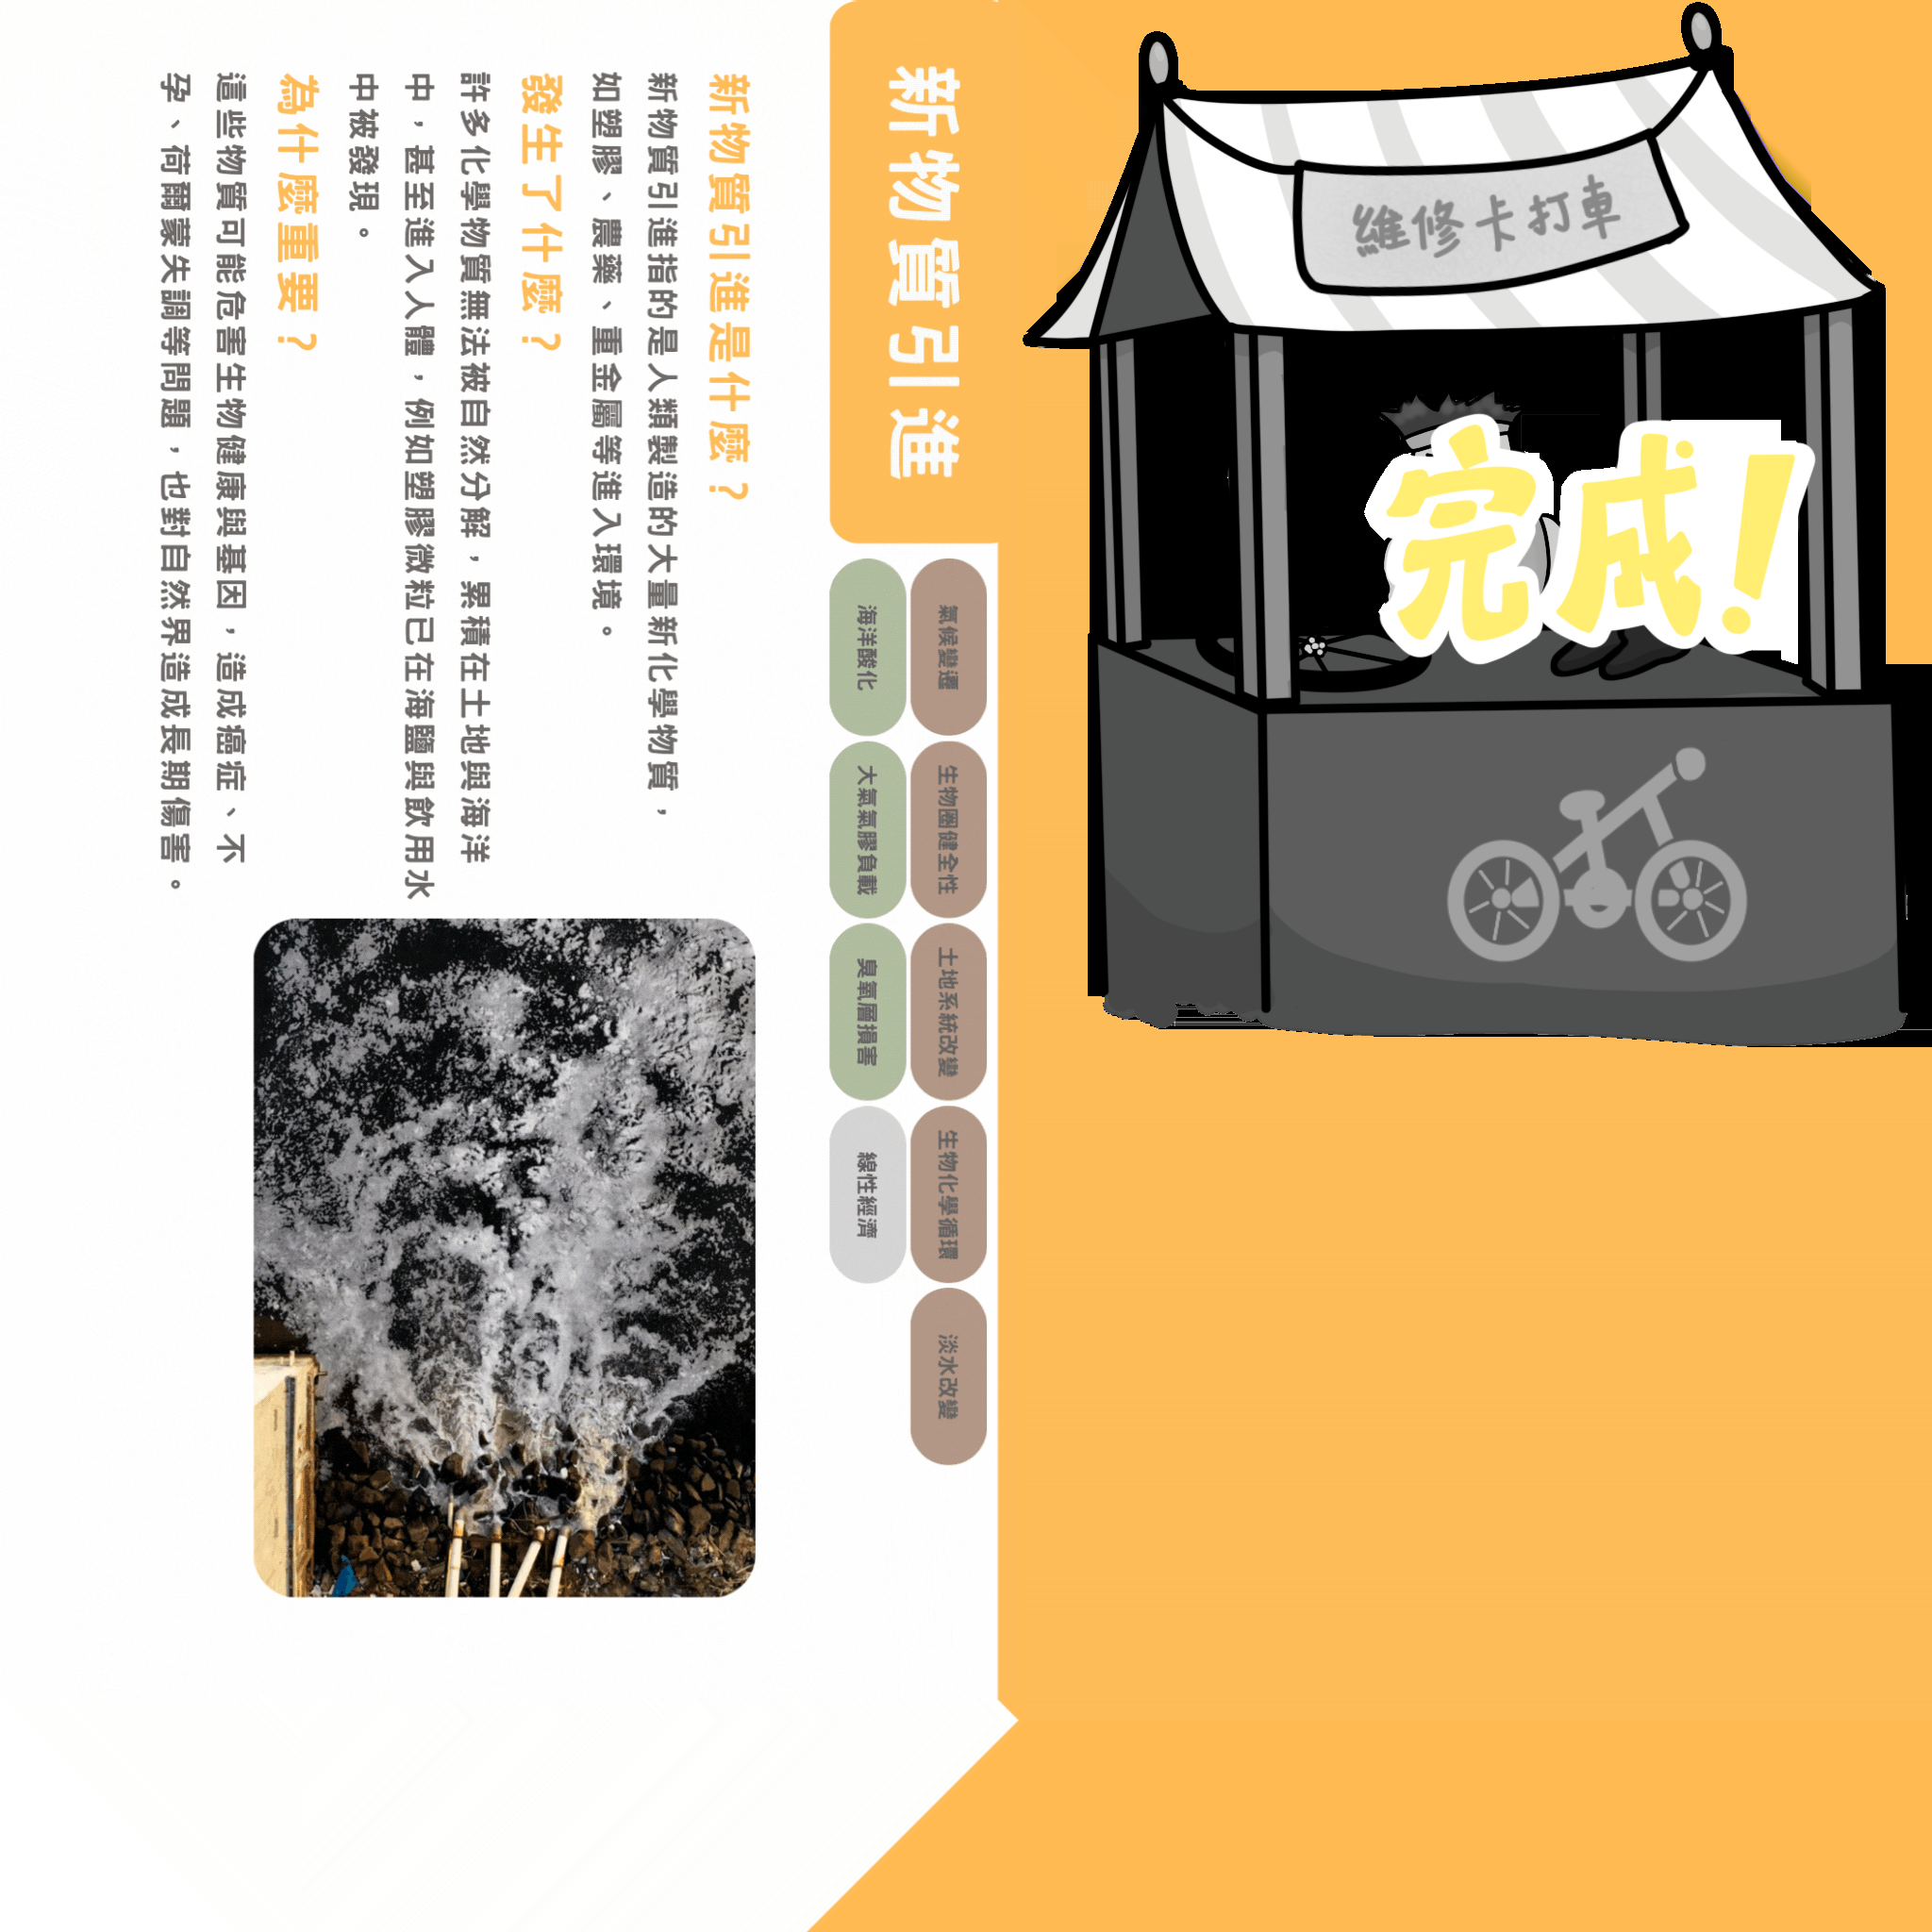 新物質引進
氣候變遷
生物圈健全性
土地系統改變
生物化學循環
淡水改變
海洋酸化
大氣氣膠負載
臭氧層損害
線性經濟
新物質引進是什麼？
新物質引進指的是人類製造的大量新化學物質，
如塑膠、農藥、重金屬等進入環境。
發生了什麼？
許多化學物質無法被自然分解，累積在土地與海洋
中，甚至進入人體，例如塑膠微粒已在海鹽與飲用水
中被發現。
為什麼重要？
這些物質可能危害生物健康與基因，造成癌症、不
孕、荷爾蒙失調等問題，也對自然界造成長期傷害。
維修卡打車
完成！